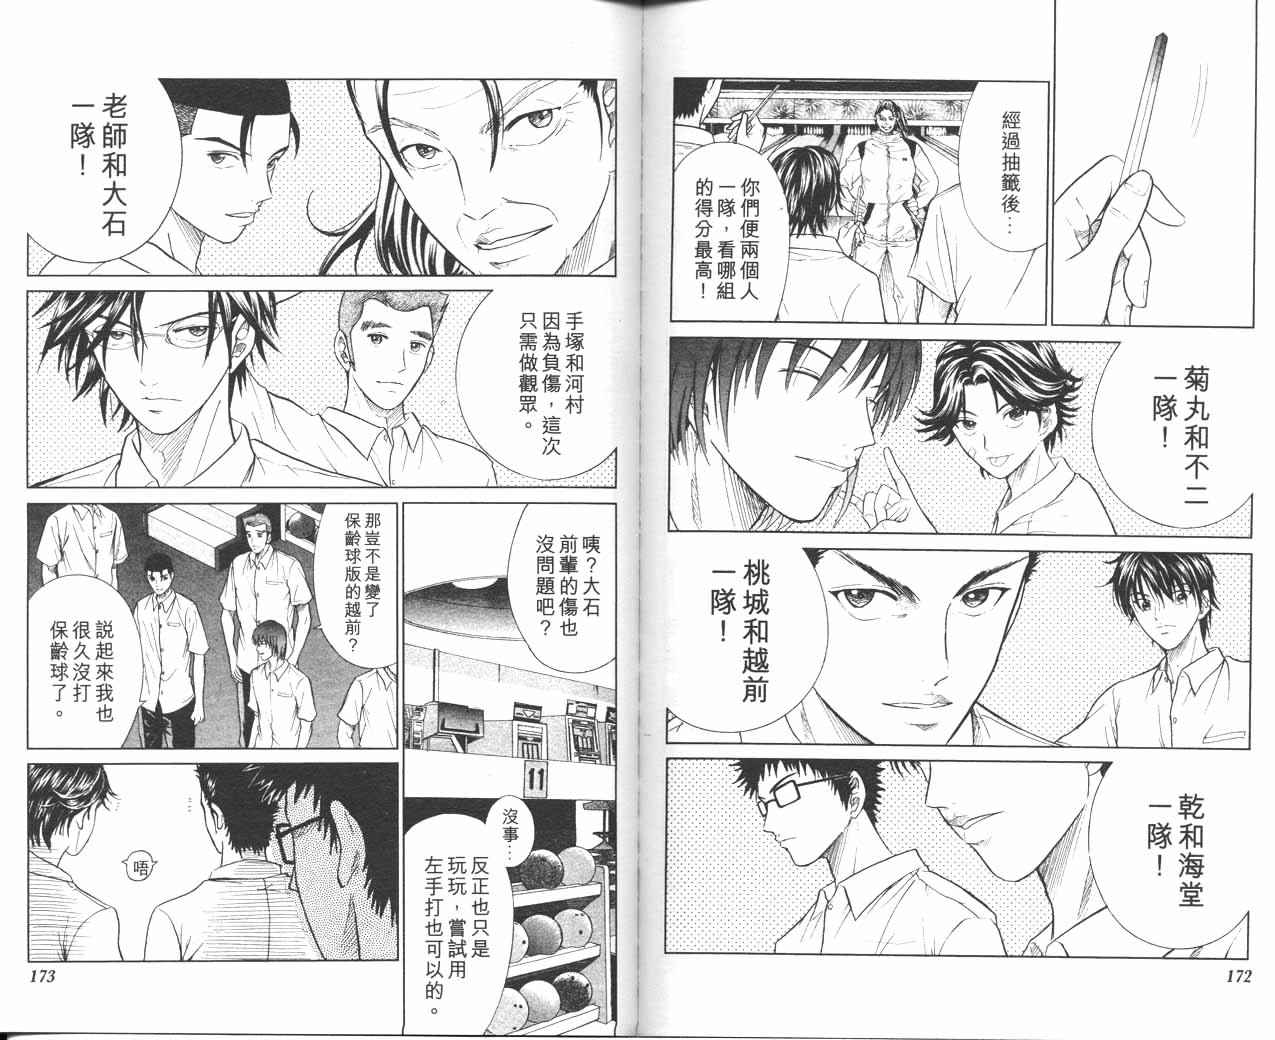 經過抽籤後…
你們便兩個人
一隊，看哪組
的得分最高！
菊丸和不二
一隊！
桃城和越前
一隊！
乾和海堂
一隊！
172
老師和大石
一隊！
手塚和河村
因為負傷，這次
只需做觀眾。
咦？大石
前輩的傷也
沒問題吧？
11
沒事…
反正也只是
玩玩，嘗試用
左手打也可以的。
那豈不是變了
保齡球版的越前？
說起來我也
很久沒打
保齡球了。
唔
173